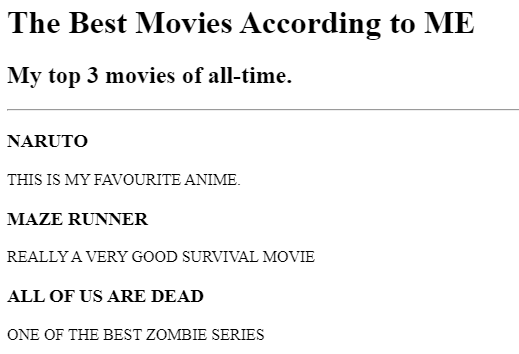 The Best Movies According to ME
My top 3 movies of all-time.
NARUTO
THIS IS MY FAVOURITE ANIME.
MAZE RUNNER
REALLY A VERY GOOD SURVIVAL MOVIE
ALL OF US ARE DEAD
ONE OF THE BEST ZOMBIE SERIES